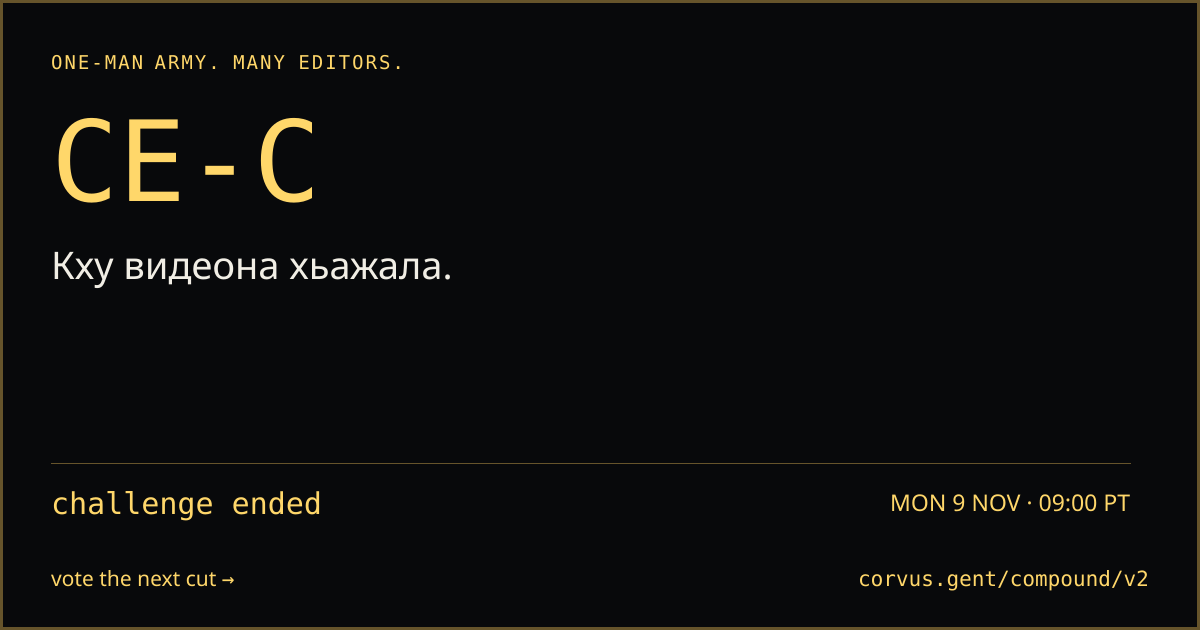 ONE-MAN ARMY. MANY EDITORS.
CE-C
Кху видеона хьажала.
challenge ended
MON 9 NOV · 09:00 PT
vote the next cut →
corvus.gent/compound/v2